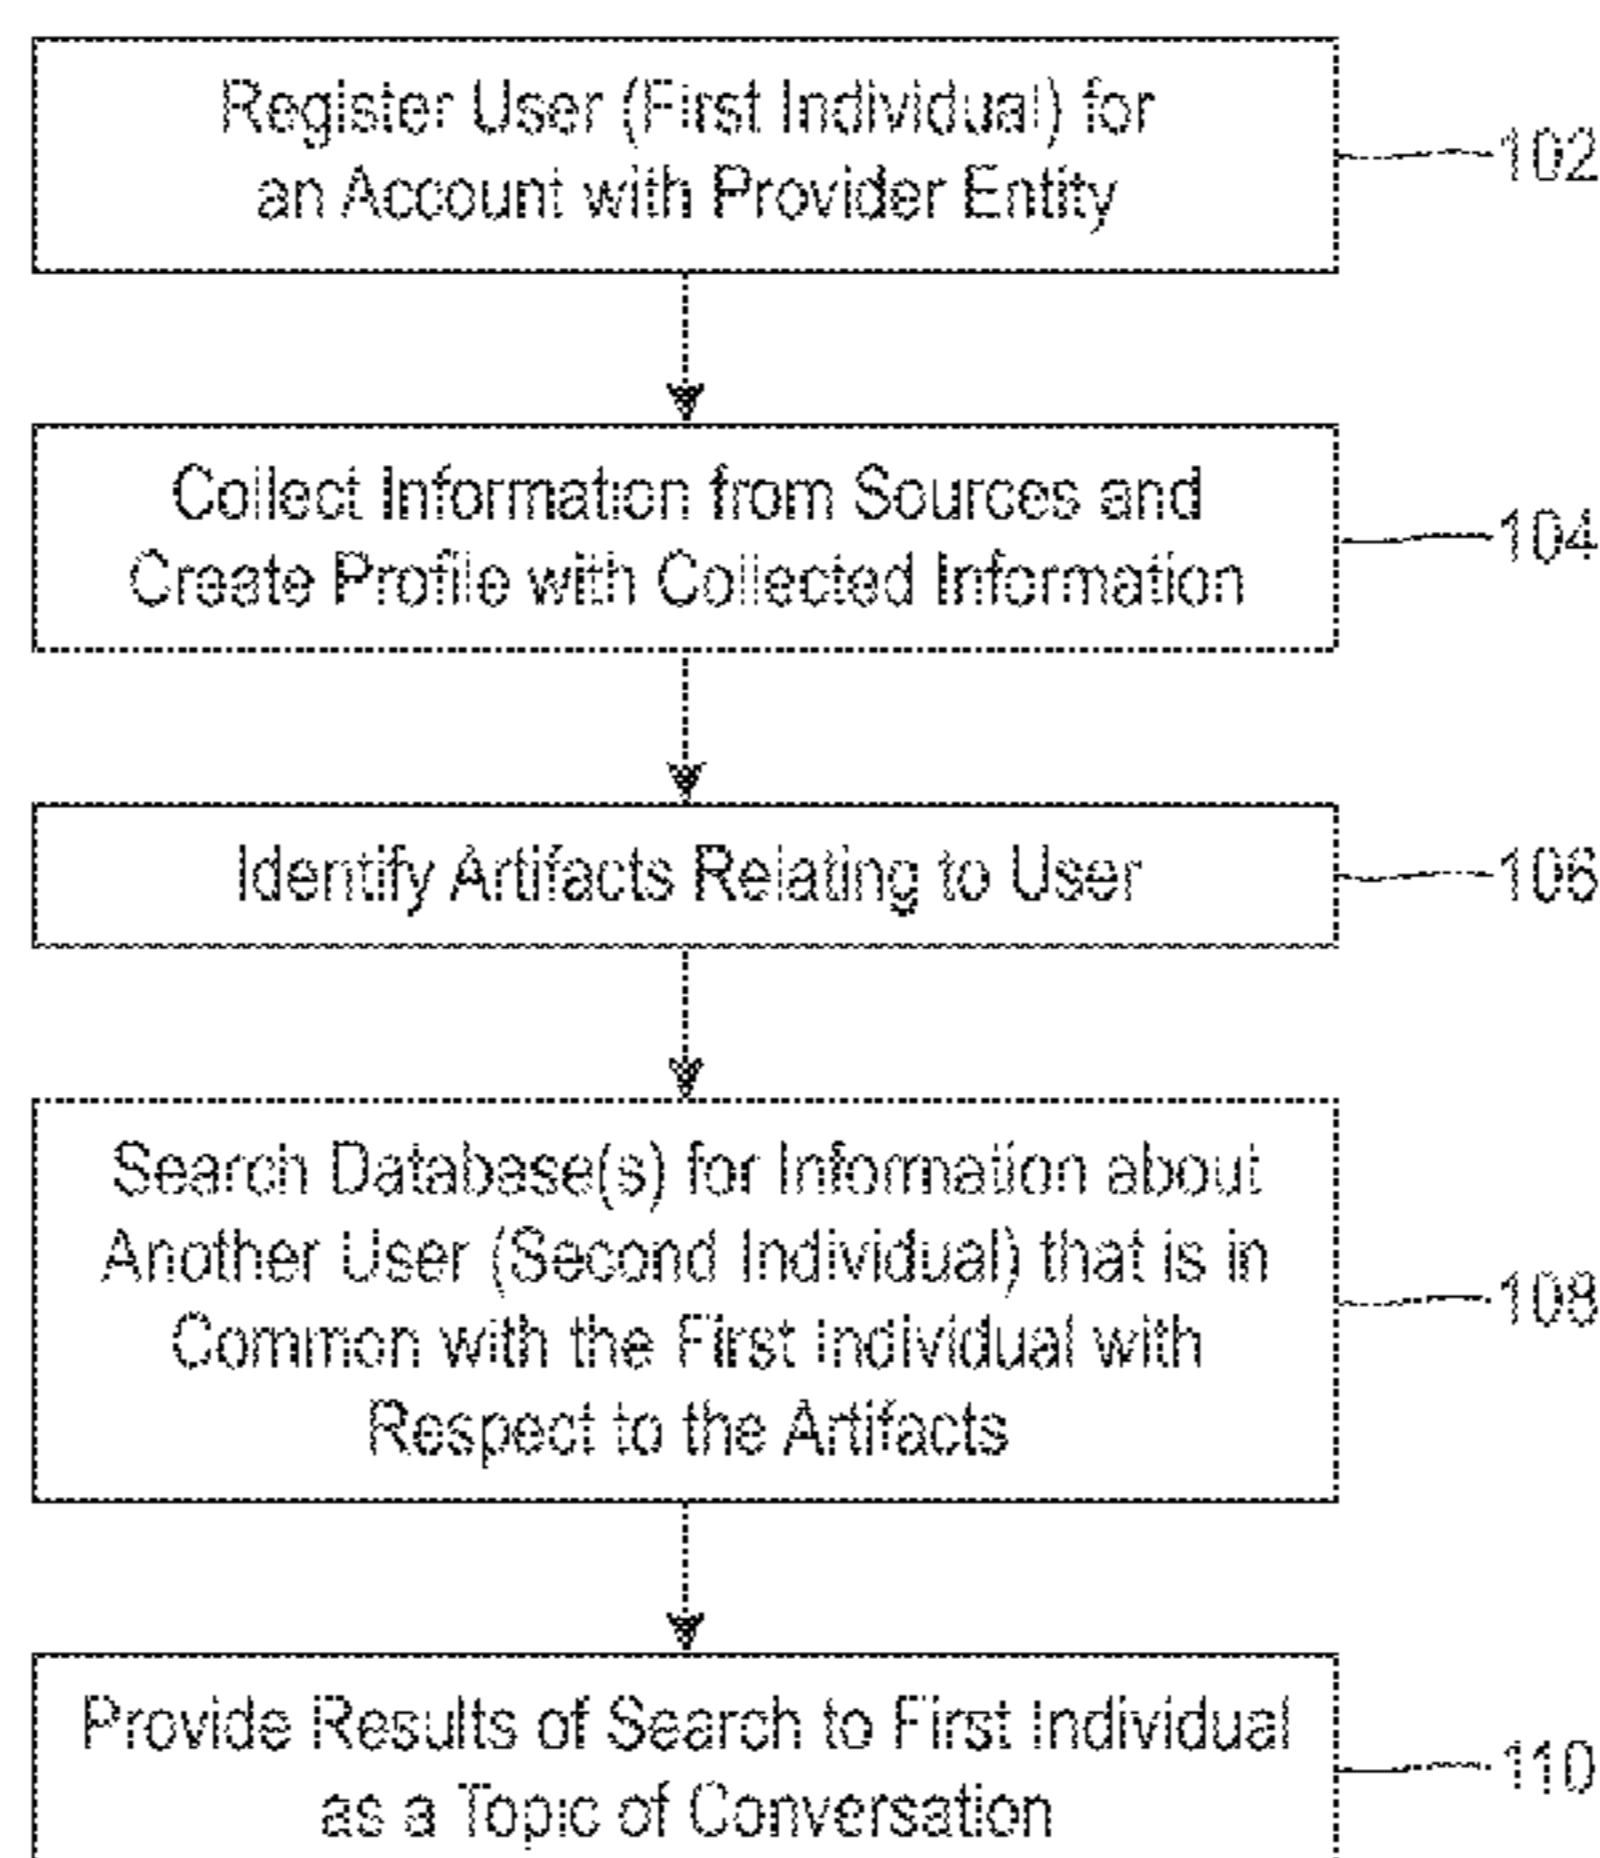 Register User (First Individual) for
an Account with Provider Entity
102
Collect Information from Sources and
Create Profile with Collected Information
104
Identify Artifacts Relating to User
106
Search Database(s) for Information about
Another User (Second Individual) that is in
Common with the First Individual with
Respect to the Artifacts
108
Provide Results of Search to First Individual
as a Topic of Conversation
110